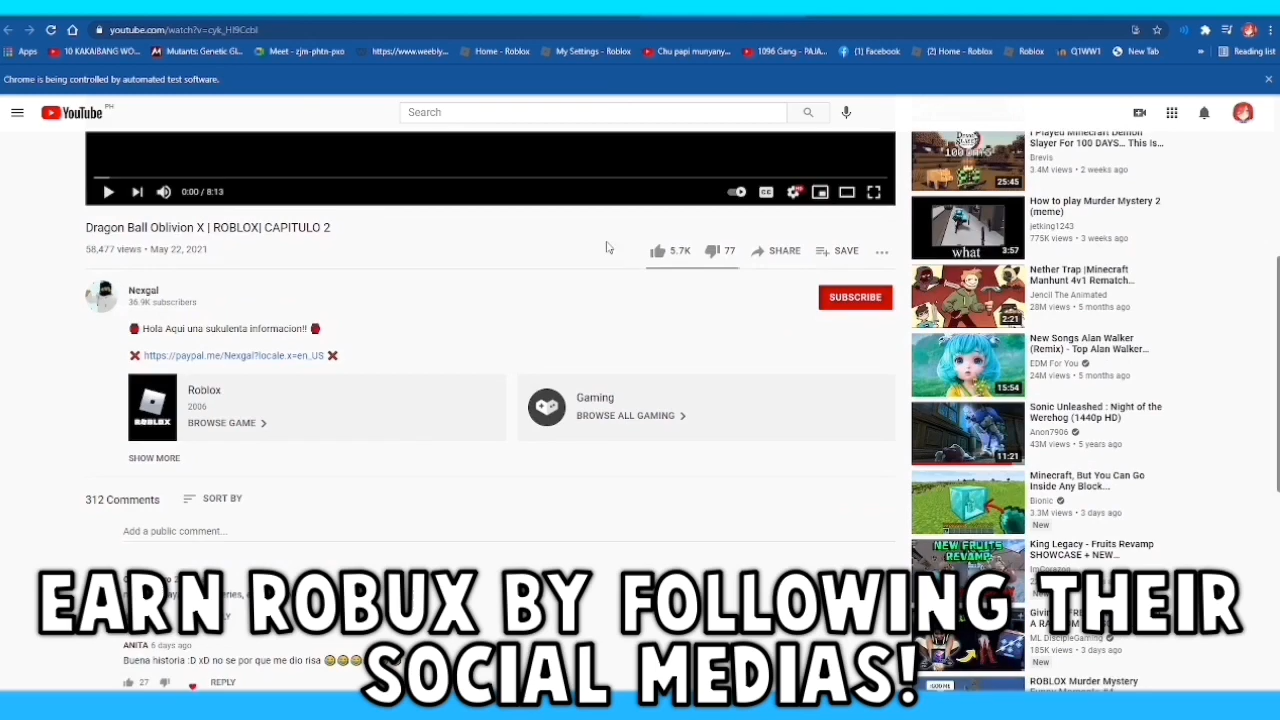 youtube.com/watch?v=cyk_HI9Ccbl
Apps
10 KAKAIBANG WO...
Mutants: Genetic Gl...
Meet - zjm-phtn-pxo
https://www.weebly...
Home - Roblox
My Settings - Roblox
Chu papi munyany...
1096 Gang - PAJA...
(1) Facebook
(2) Home - Roblox
Roblox
Q1WW1
New Tab
»
Reading list
Chrome is being controlled by automated test software.
YouTube PH
Search
0:00 / 8:13
CC
Dragon Ball Oblivion X | ROBLOX| CAPITULO 2
58,477 views • May 22, 2021
5.7K
77
SHARE
SAVE
Nexgal
36.9K subscribers
SUBSCRIBE
Hola Aqui una sukulenta informacion!!
https://paypal.me/Nexgal?locale.x=en_US
ROBLOX
Roblox
2006
BROWSE GAME
Gaming
BROWSE ALL GAMING
SHOW MORE
312 Comments
SORT BY
Add a public comment...
ANITA 6 days ago
Buena historia :D xD no se por que me dio risa
27
REPLY
100 DAYS
25:45
I Played Minecraft Demon
Slayer For 100 DAYS... This Is...
Brevis
3.4M views • 2 weeks ago
what
3:57
How to play Murder Mystery 2
(meme)
jetking1243
775K views • 3 weeks ago
2:21
Nether Trap |Minecraft
Manhunt 4v1 Rematch...
Jencil The Animated
28M views • 5 months ago
15:54
New Songs Alan Walker
(Remix) - Top Alan Walker...
EDM For You
24M views • 5 months ago
11:21
Sonic Unleashed : Night of the
Werehog (1440p HD)
Anon7906
43M views • 5 years ago
Minecraft, But You Can Go
Inside Any Block...
Bionic
3.3M views • 3 days ago
New
NEW FRUITS
REVAMP
King Legacy - Fruits Revamp
SHOWCASE + NEW...
ML DiscipleGaming
185K views • 3 days ago
New
ROBLOX Murder Mystery
EARN ROBUX BY FOLLOWING THEIR
SOCIAL MEDIAS!